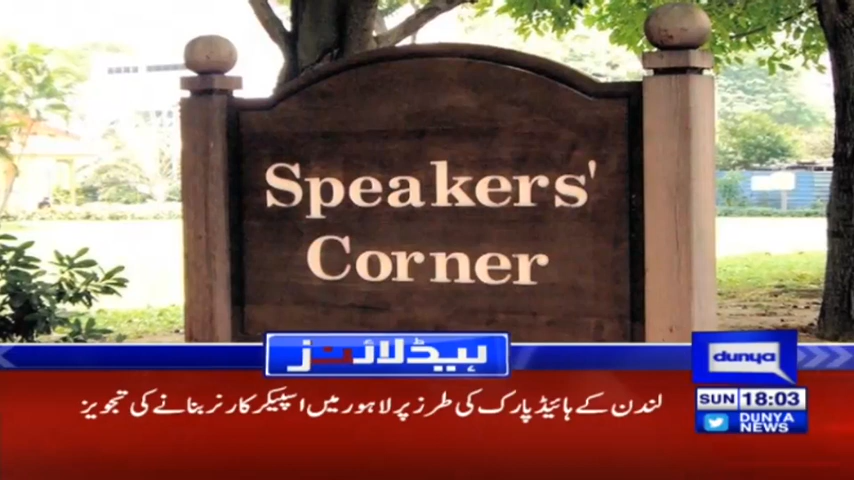 Speakers'
Corner
ہیڈلائنز
لندن کے ہائیڈ پارک کی طرز پر لاہور میں اسپیکر کارنر بنانے کی تجویز
dunya
SUN 18:03
DUNYA
NEWS